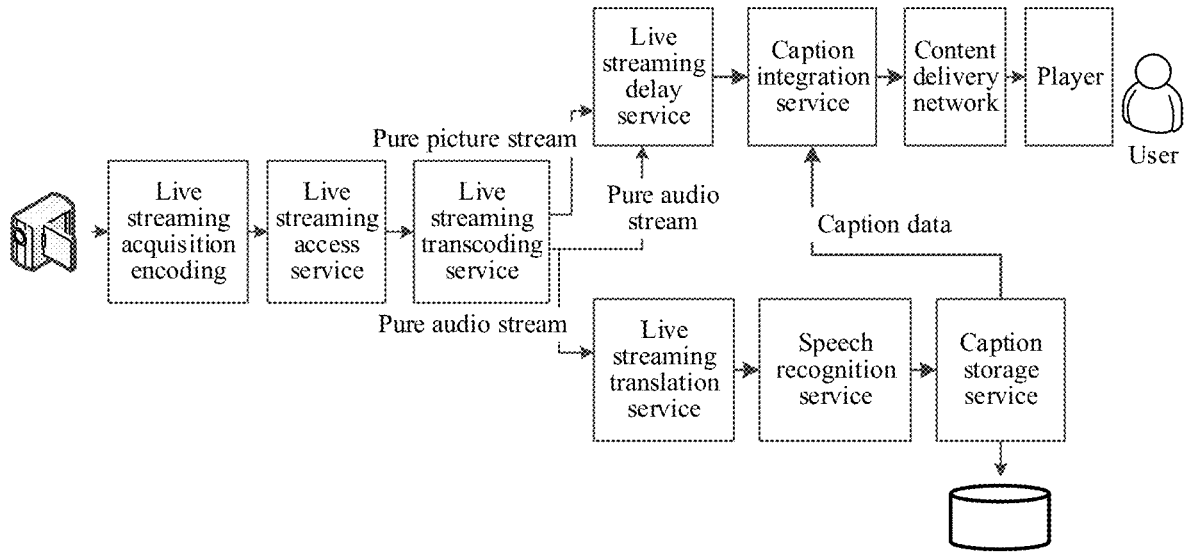 Live
streaming
delay
service
Caption
integration
service
Content
delivery
network
Player
User
Pure picture stream
Pure audio
stream
Live
streaming
acquisition
encoding
Live
streaming
access
service
Live
streaming
transcoding
service
Caption data
Pure audio stream
Live
streaming
translation
service
Speech
recognition
service
Caption
storage
service